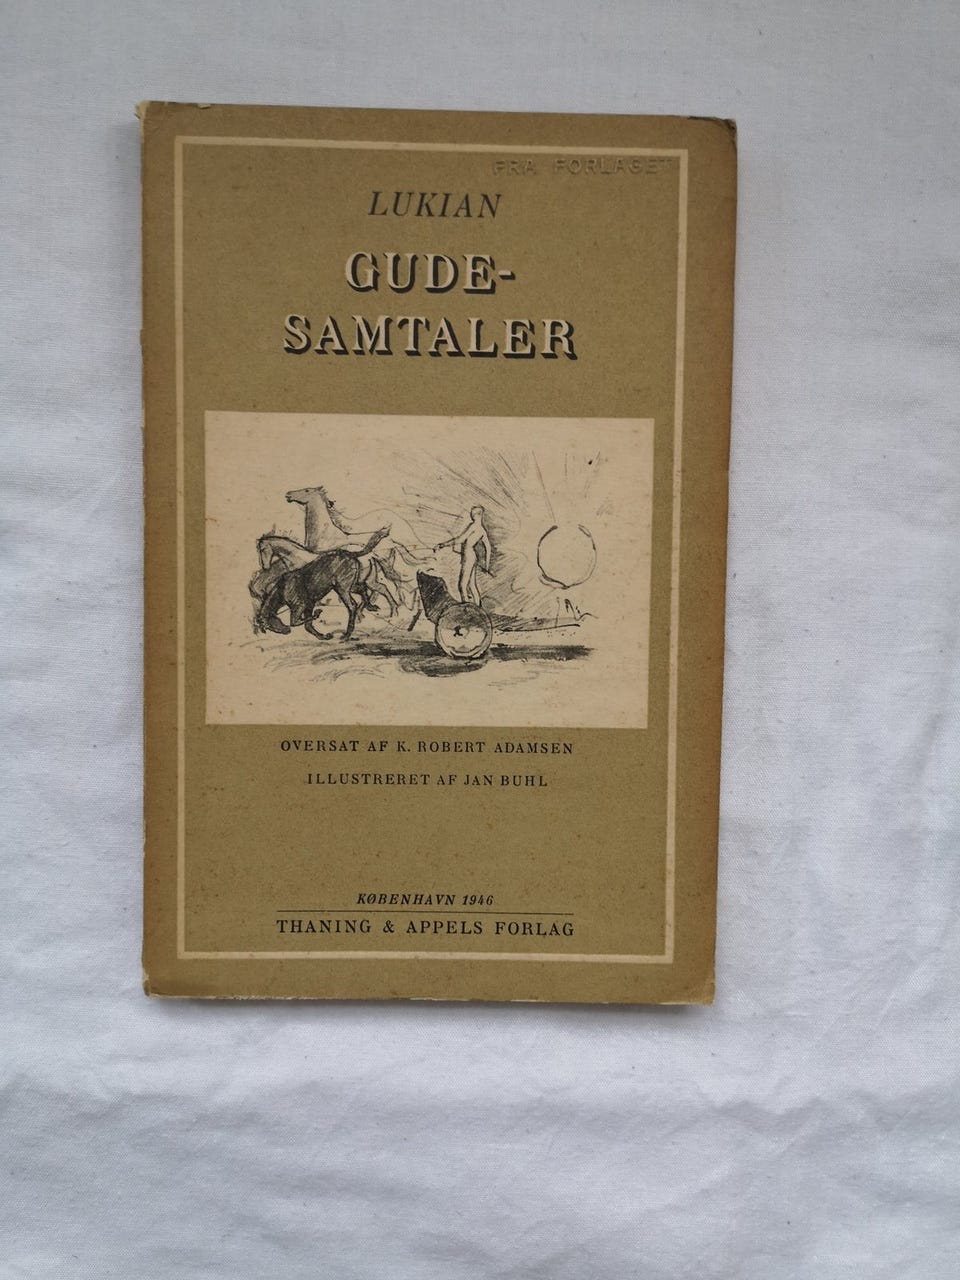 FRA FORLAGET
LUKIAN
GUDE-
SAMTALER
OVERSAT AF K. ROBERT ADAMSEN
ILLUSTRERET AF JAN BUHL
KØBENHAVN 1946
THANING & APPELS FORLAG